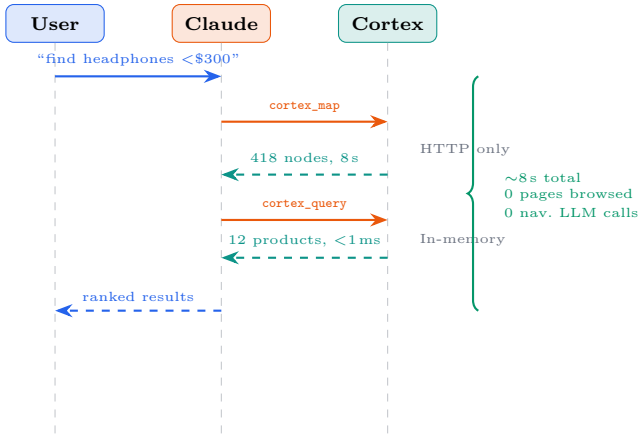 User
Claude
Cortex
“find headphones <$300”
cortex_map
HTTP only
418 nodes, 8 s
~8 s total
0 pages browsed
0 nav. LLM calls
cortex_query
12 products, <1 ms
In-memory
ranked results